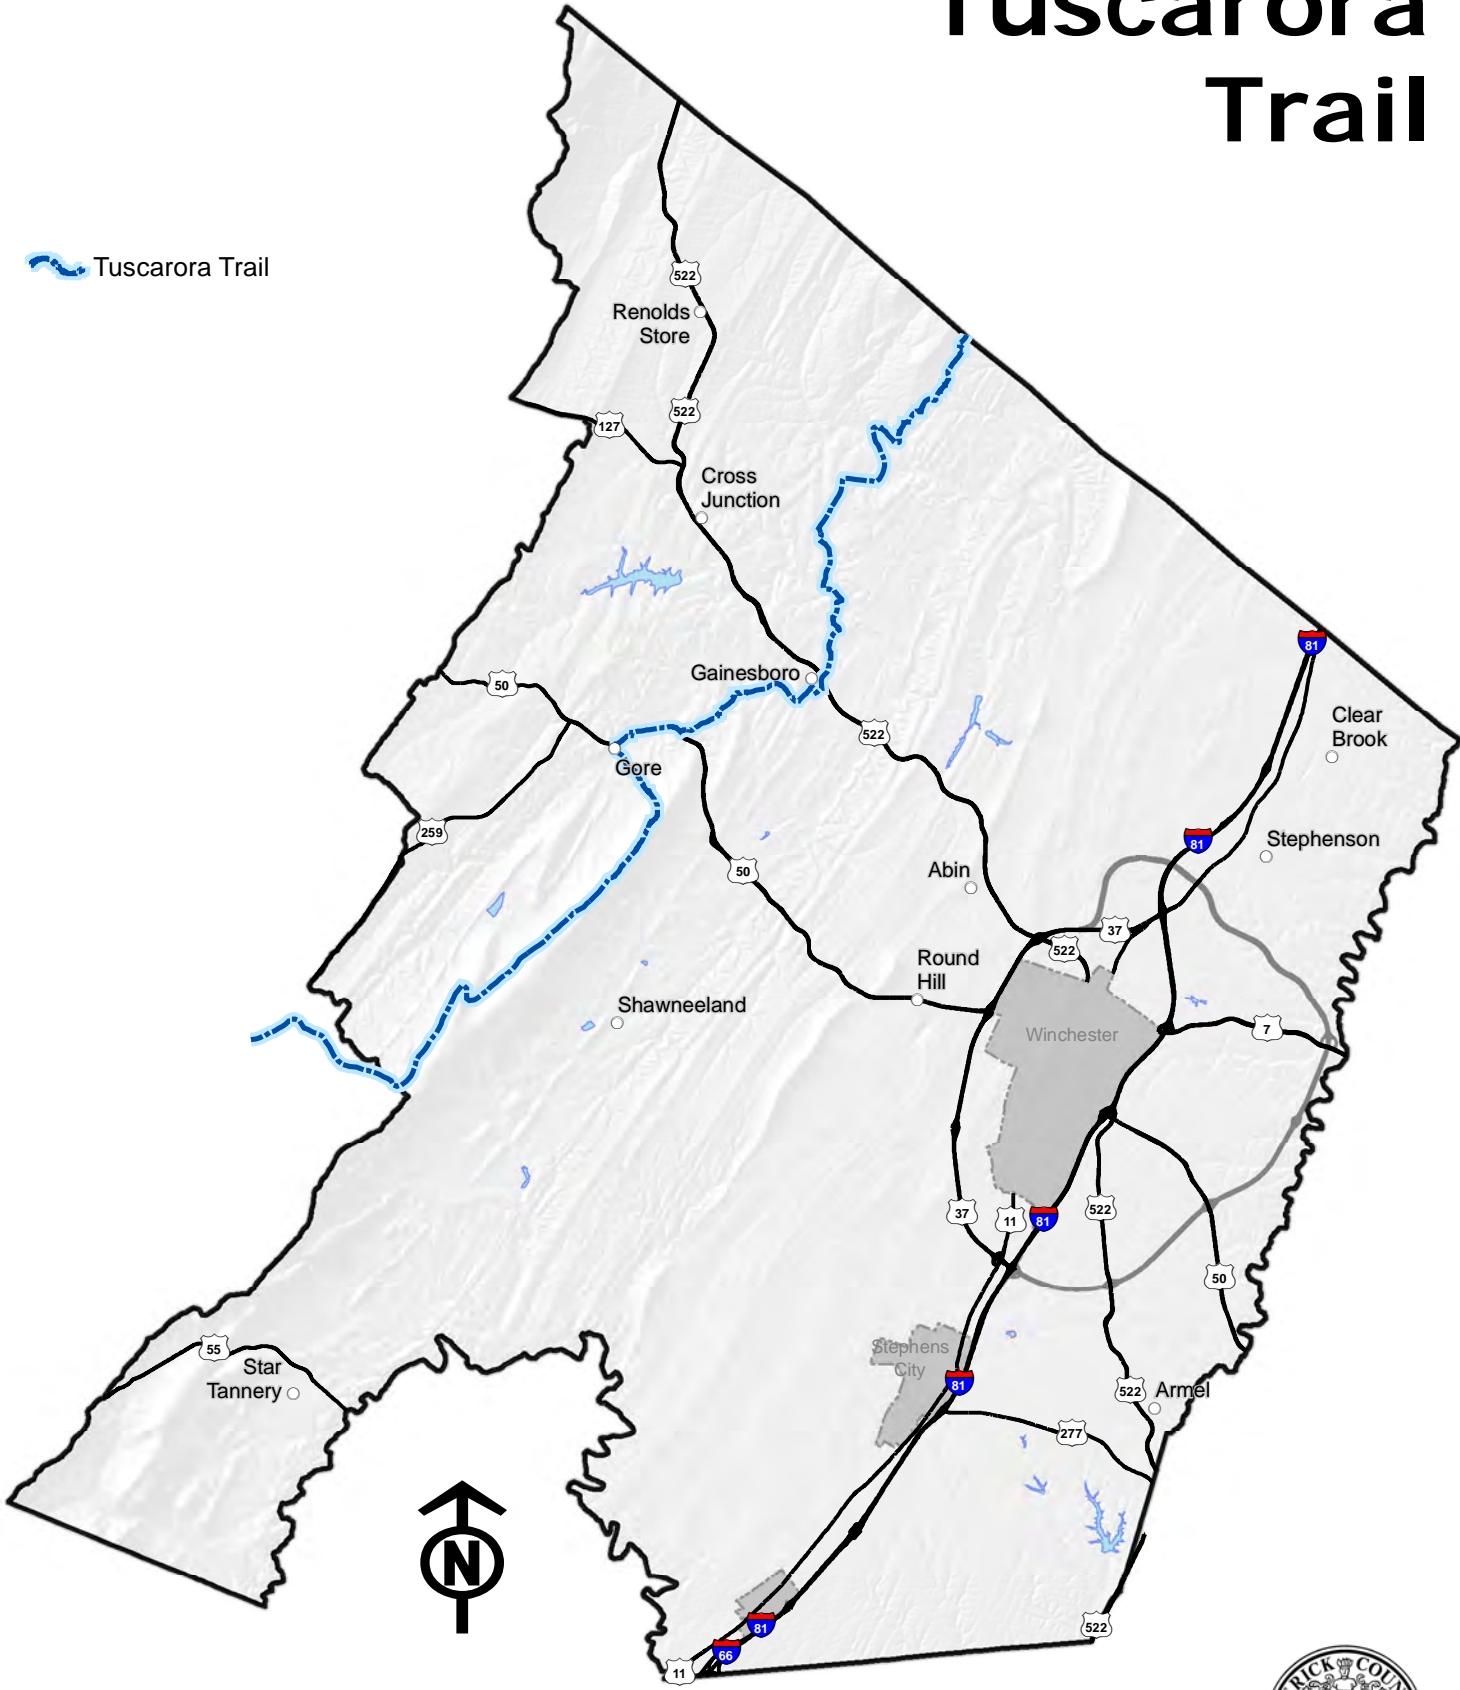 Tuscarora
Trail
Tuscarora Trail
522
Renolds
Store
522
127
Cross
Junction
81
Gainesboro
50
Clear
Brook
522
Gore
259
81
Stephenson
50
Abin
37
522
Round
Hill
Shawneeland
7
Winchester
37
11
81
522
50
55
Star
Tannery
Stephens
City
81
522
Armel
277
N
81
522
66
11
RICK COUN